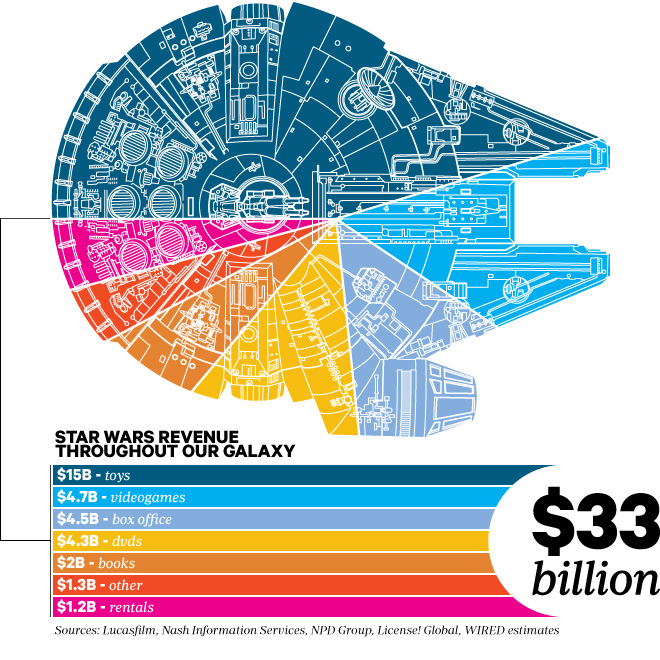 STAR WARS REVENUE
THROUGHOUT OUR GALAXY
$15B - toys
$4.7B - videogames
$4.5B - box office
$4.3B - dvds
$2B - books
$1.3B - other
$1.2B - rentals
$33
billion
Sources: Lucasfilm, Nash Information Services, NPD Group, License! Global, WIRED estimates